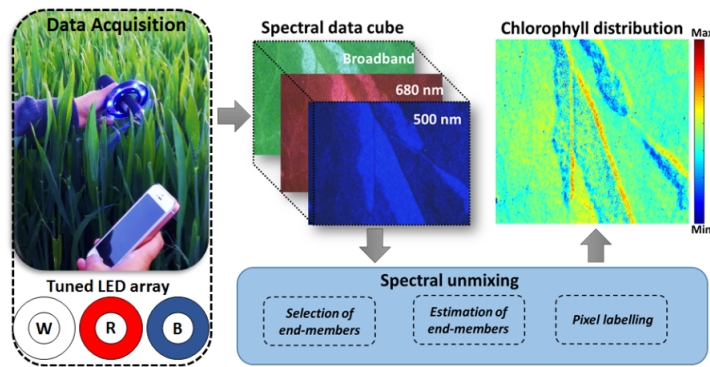 Data Acquisition
Tuned LED array
W
R
B
Spectral data cube
Broadband
680 nm
500 nm
Chlorophyll distribution
Max
Min
Spectral unmixing
Selection of
end-members
Estimation of
end-members
Pixel labelling